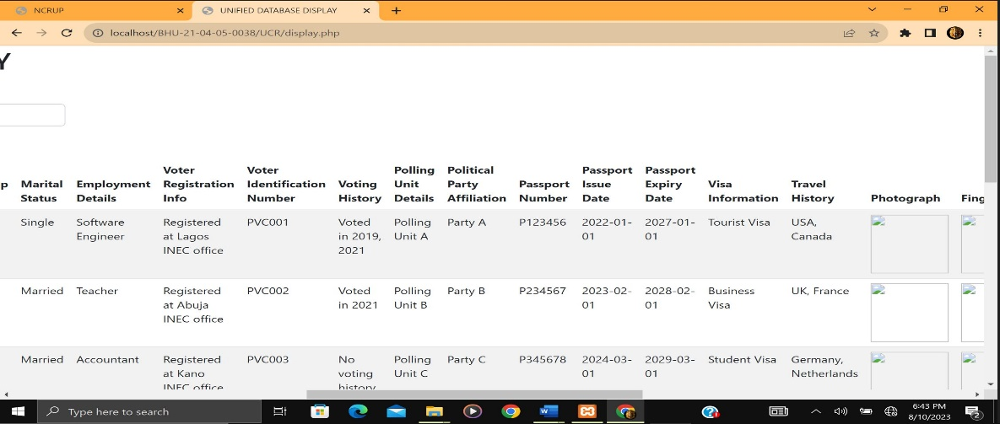 NCRUP
UNIFIED DATABASE DISPLAY
localhost/BHU-21-04-05-0038/UCR/display.php
Y
p Marital Status Employment Details Voter Registration Info Voter Identification Number Voting History Polling Unit Details Political Party Affiliation Passport Number Passport Issue Date Passport Expiry Date Visa Information Travel History Photograph Fing
Single Software Engineer Registered at Lagos INEC office PVC001 Voted in 2019, 2021 Polling Unit A Party A P123456 2022-01-01 2027-01-01 Tourist Visa USA, Canada
Married Teacher Registered at Abuja INEC office PVC002 Voted in 2021 Polling Unit B Party B P234567 2023-02-01 2028-02-01 Business Visa UK, France
Married Accountant Registered at Kano INEC office PVC003 No voting history Polling Unit C Party C P345678 2024-03-01 2029-03-01 Student Visa Germany, Netherlands
Type here to search
6:43 PM
8/10/2023
2